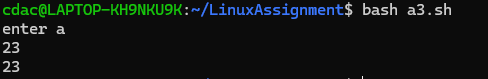 cdac@LAPTOP-KH9NKU9K:~/LinuxAssignment$ bash a3.sh
enter a
23
23